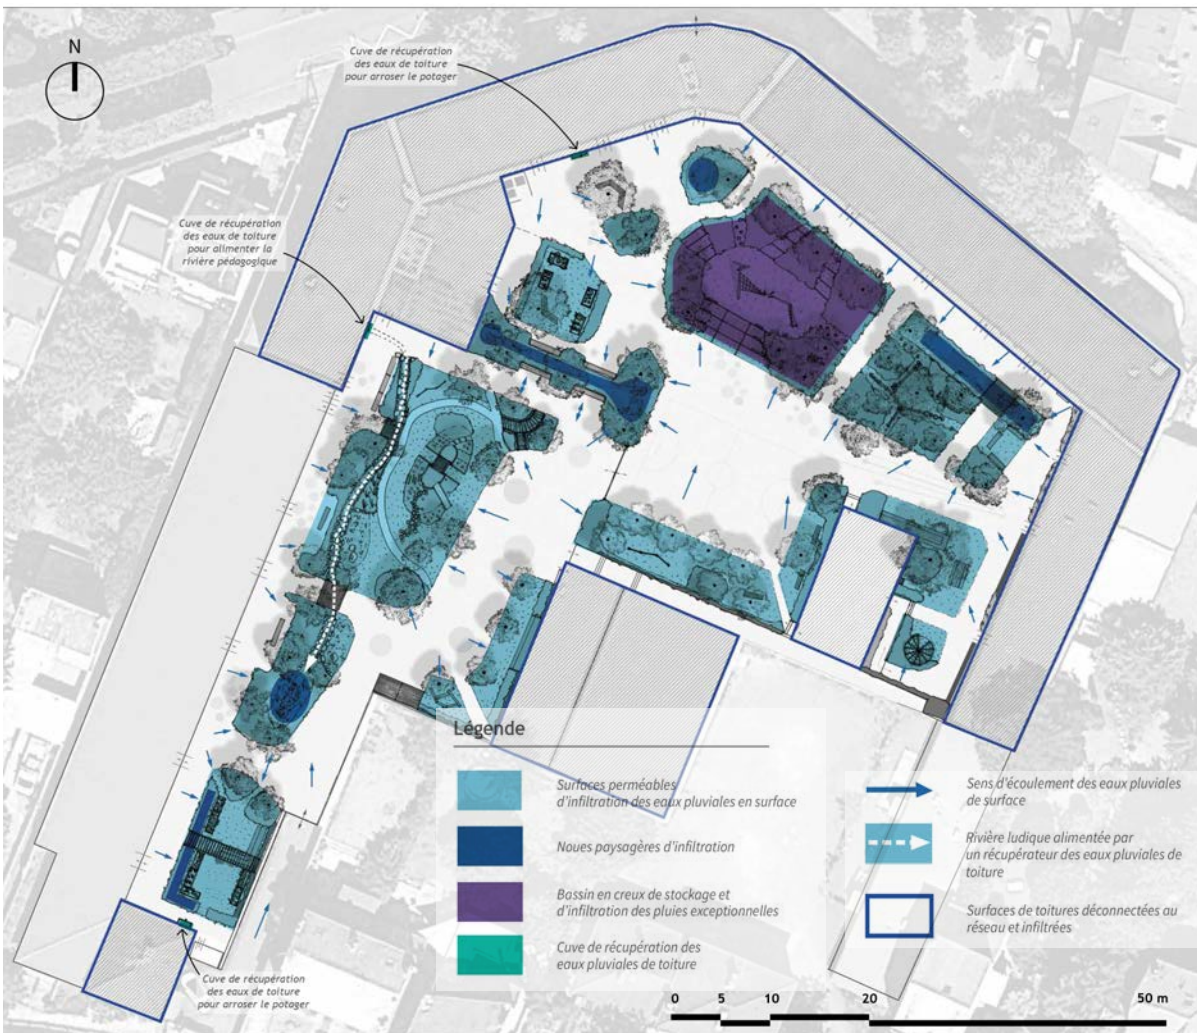 N
Cuve de récupération
des eaux de toiture
pour arroser le potager
Cuve de récupération
des eaux de toiture
pour alimenter la
rivière pédagogique
Cuve de récupération
des eaux de toiture
pour arroser le potager
Légende
Surfaces perméables
d'infiltration des eaux pluviales en surface
Noues paysagères d'infiltration
Bassin en creux de stockage et
d'infiltration des pluies exceptionnelles
Cuve de récupération des
eaux pluviales de toiture
Sens d'écoulement des eaux pluviales
de surface
Rivière ludique alimentée par
un récupérateur des eaux pluviales de
toiture
Surfaces de toitures déconnectées au
réseau et infiltrées
0 5 10 20 50 m